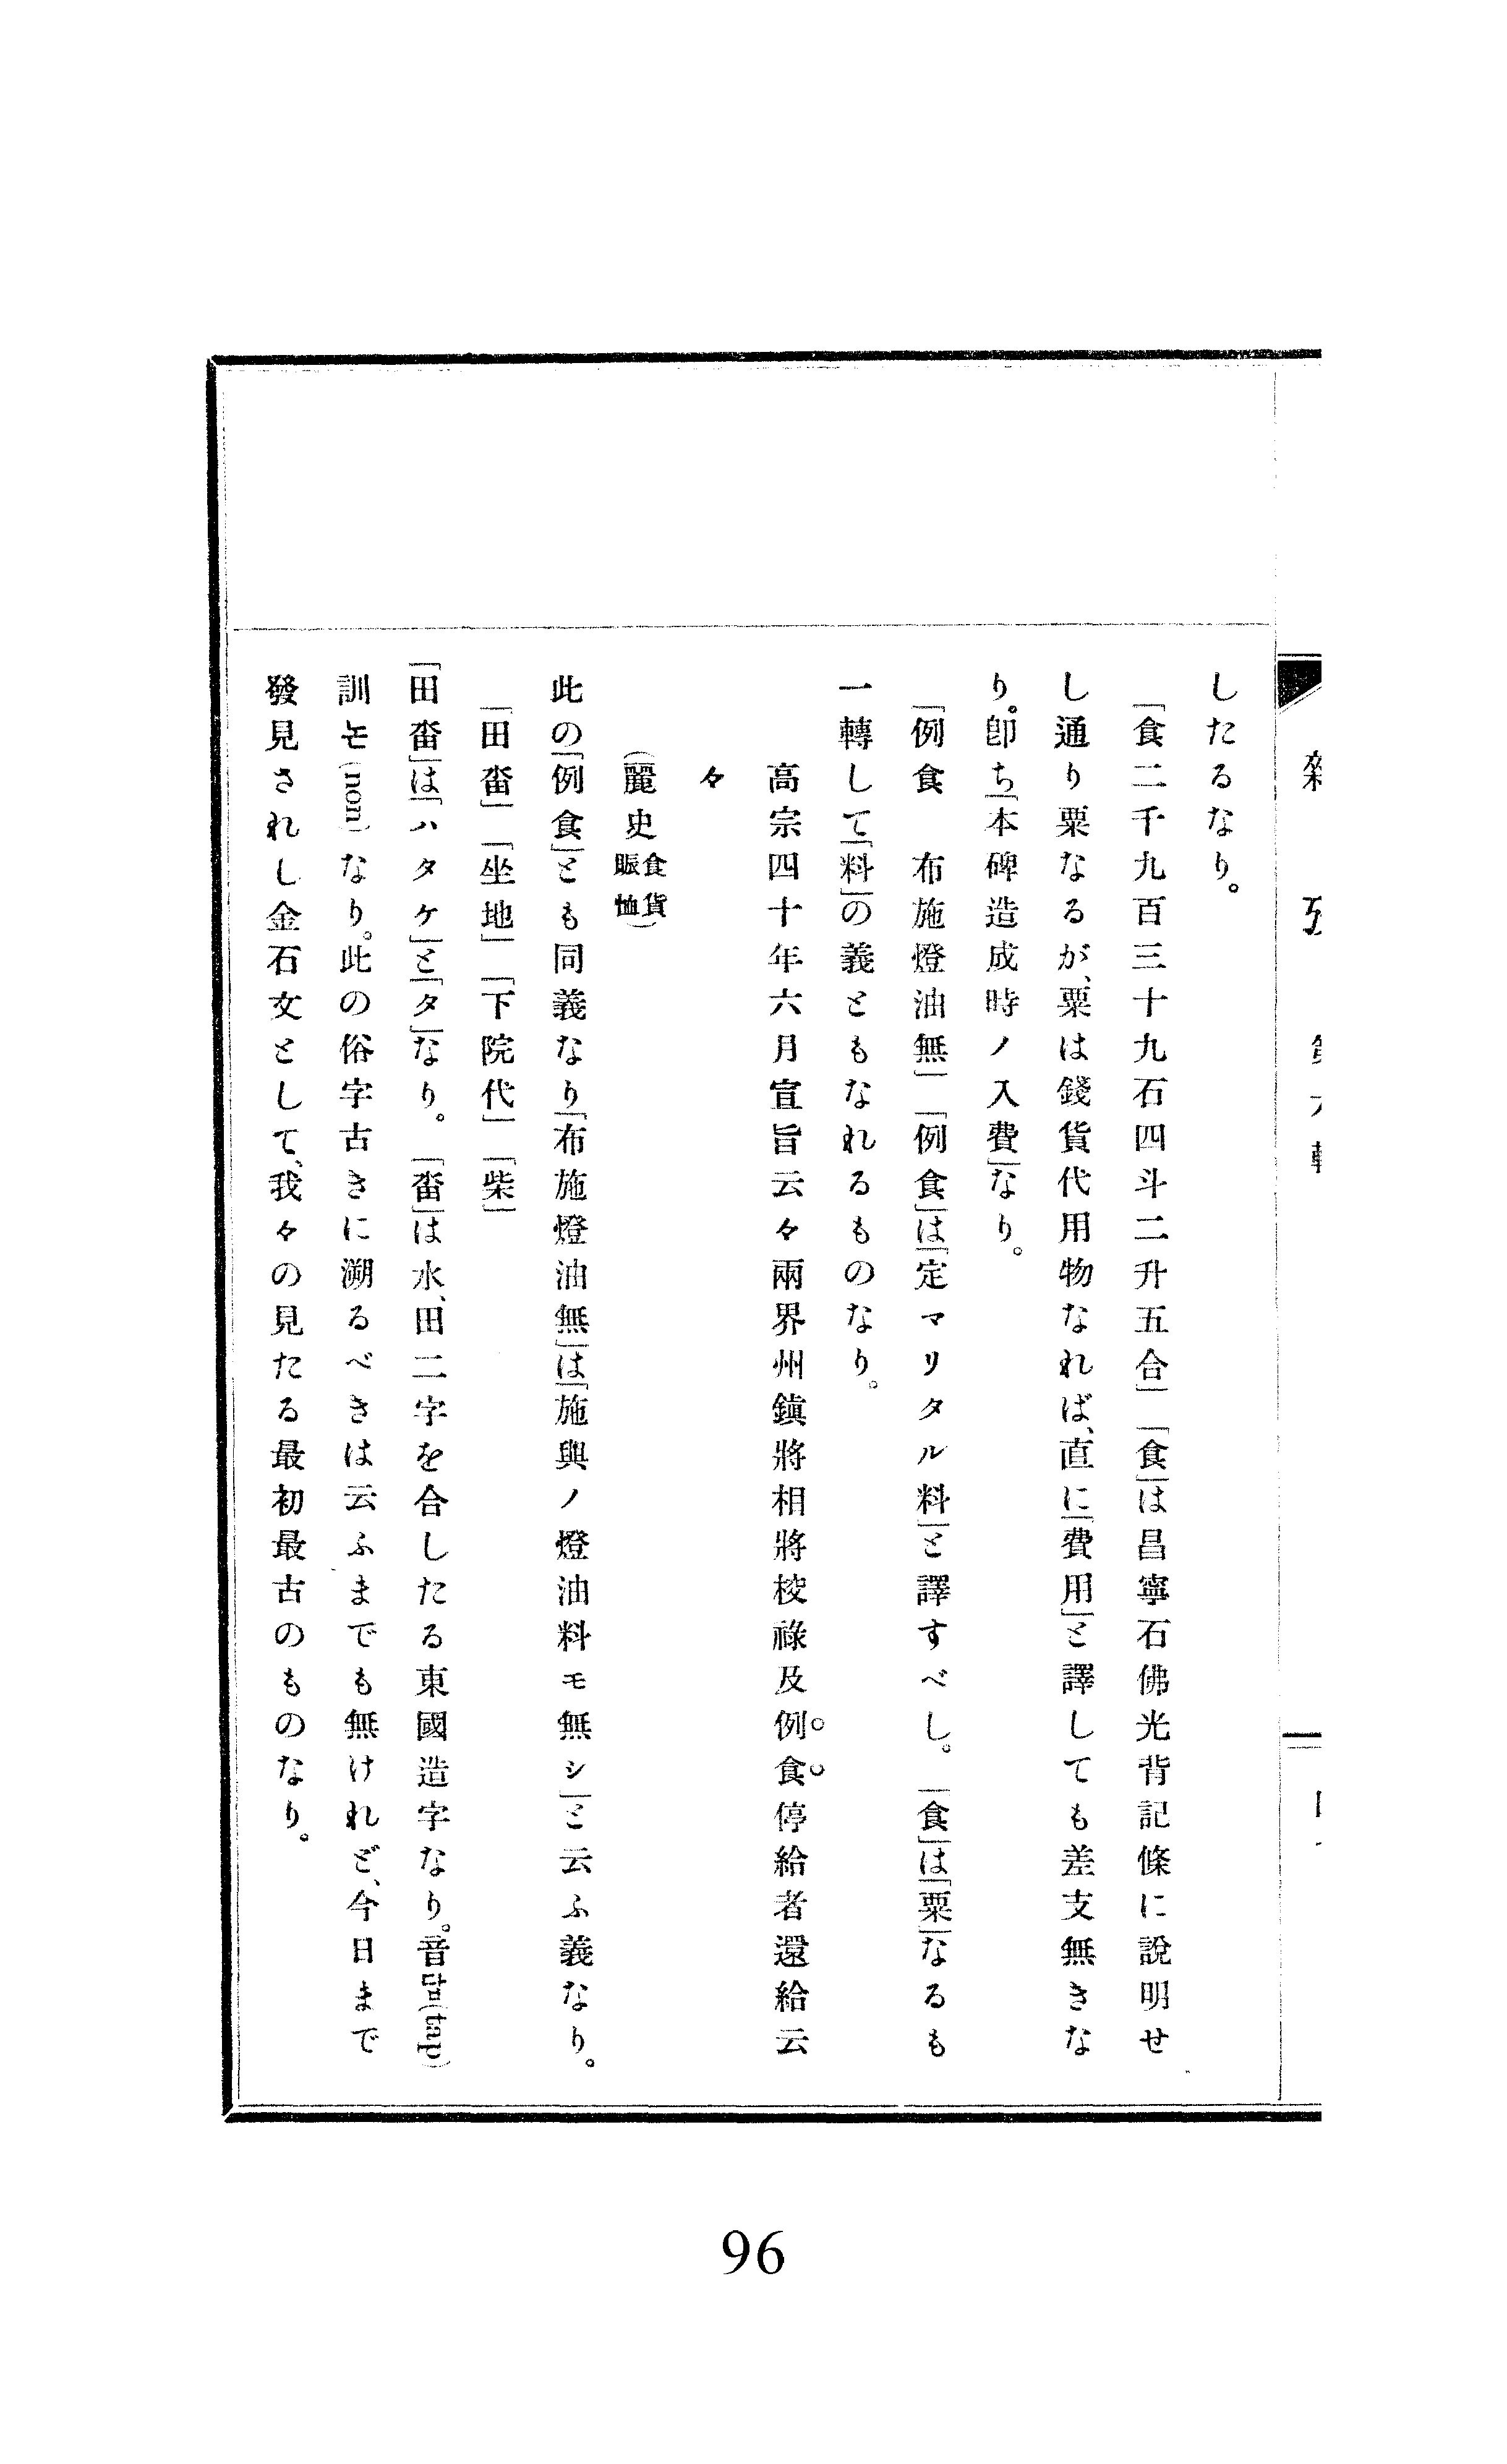 雜攷
したるなり。
「食二千九百三十九石四斗二升五合」「食」は昌寧石佛光背記條に說明せ
し通り粟なるが、粟は錢貨代用物なれば、直に「費用」と譯しても差支無きな
り。卽ち「本碑造成時ノ入費」なり。
「例食　布施燈油無」「例食」は「定マリタル料」と譯すべし。「食」は「粟」なるも
一轉して「料」の義ともなれるものなり。
高宗四十年六月宣旨云々兩界州鎭將相將校祿及例食停給者還給云
々
（麗史食貨賑恤）
此の「例食」とも同義なり「布施燈油無」は「施與ノ燈油料モ無シ」と云ふ義なり。
「田畓」「坐地」「下院代」「柴」
「田畓」は「ハタケ」と「タ」なり。「畓」は水、田二字を合したる東國造字なり。音답(tap)
訓논(non)なり。此の俗字古きに溯るべきは云ふまでも無けれど、今日まで
發見されし金石文として、我々の見たる最初最古のものなり。
96